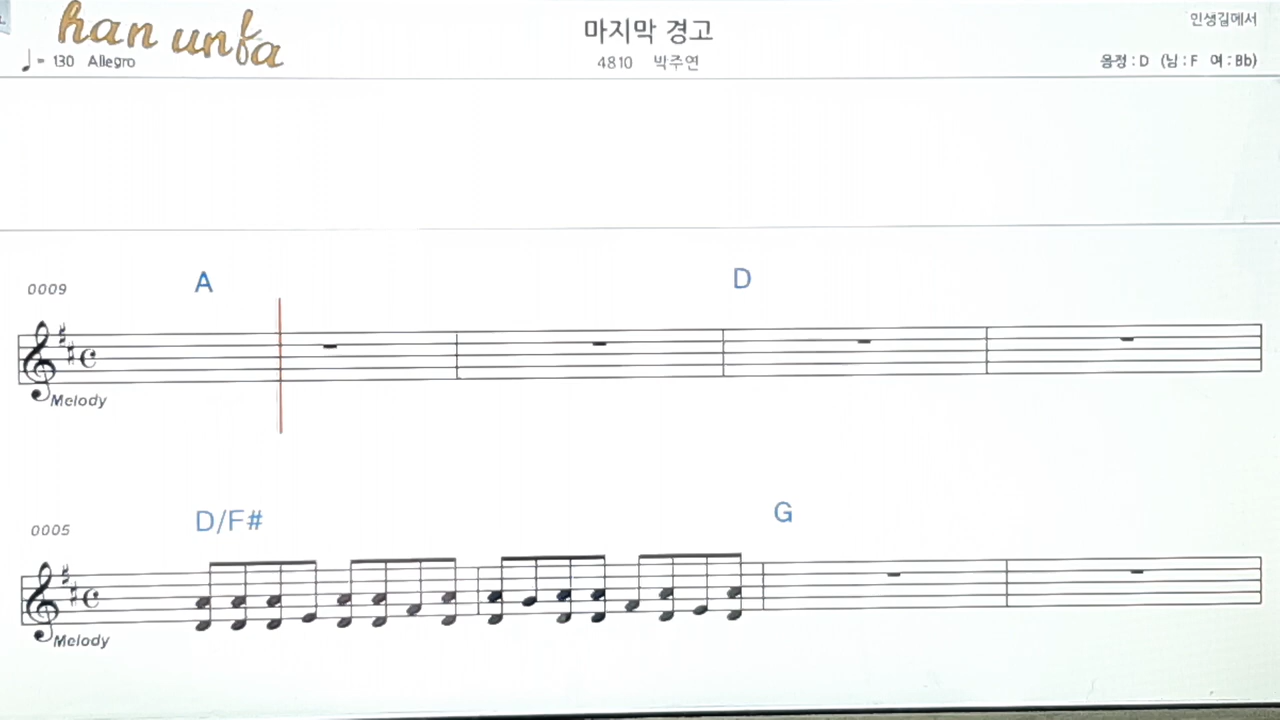 han unfa
♩= 130 Allegro
마지막 경고
4810 박주연
인생길에서
음정 : D (남 : F 여 : Bb)
0009
A
D
Melody
0005
D/F#
G
Melody